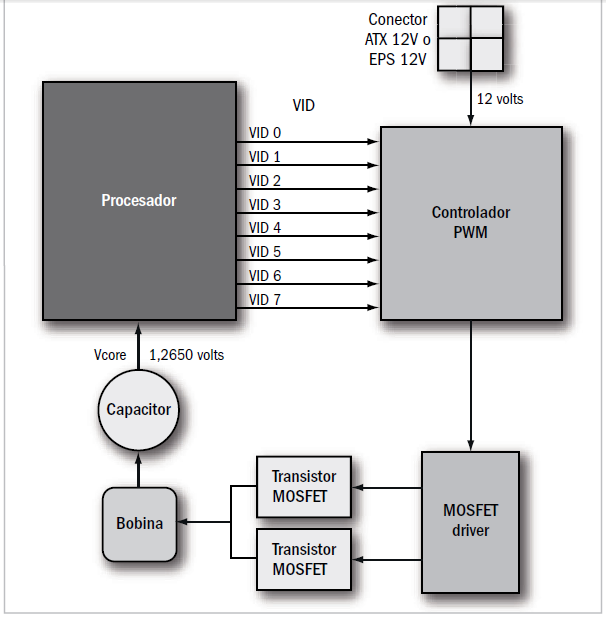 Conector
ATX 12V o
EPS 12V
12 volts
VID
VID 0
VID 1
VID 2
VID 3
VID 4
VID 5
VID 6
VID 7
Procesador
Controlador
PWM
Vcore 1,2650 volts
Capacitor
Bobina
Transistor
MOSFET
Transistor
MOSFET
MOSFET
driver